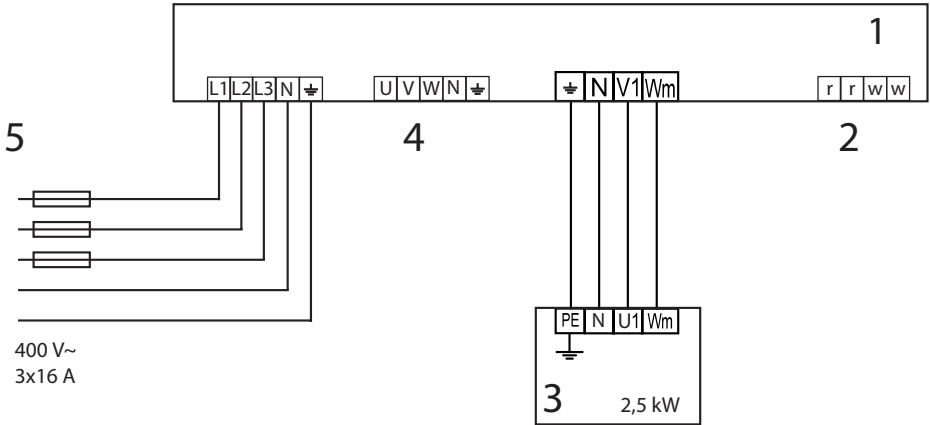 1
L1 L2 L3 N ⏚
U V W N ⏚
⏚ N V1 Wm
r r w w
5
4
2
PE N U1 Wm
400 V~
3x16 A
3
2,5 kW